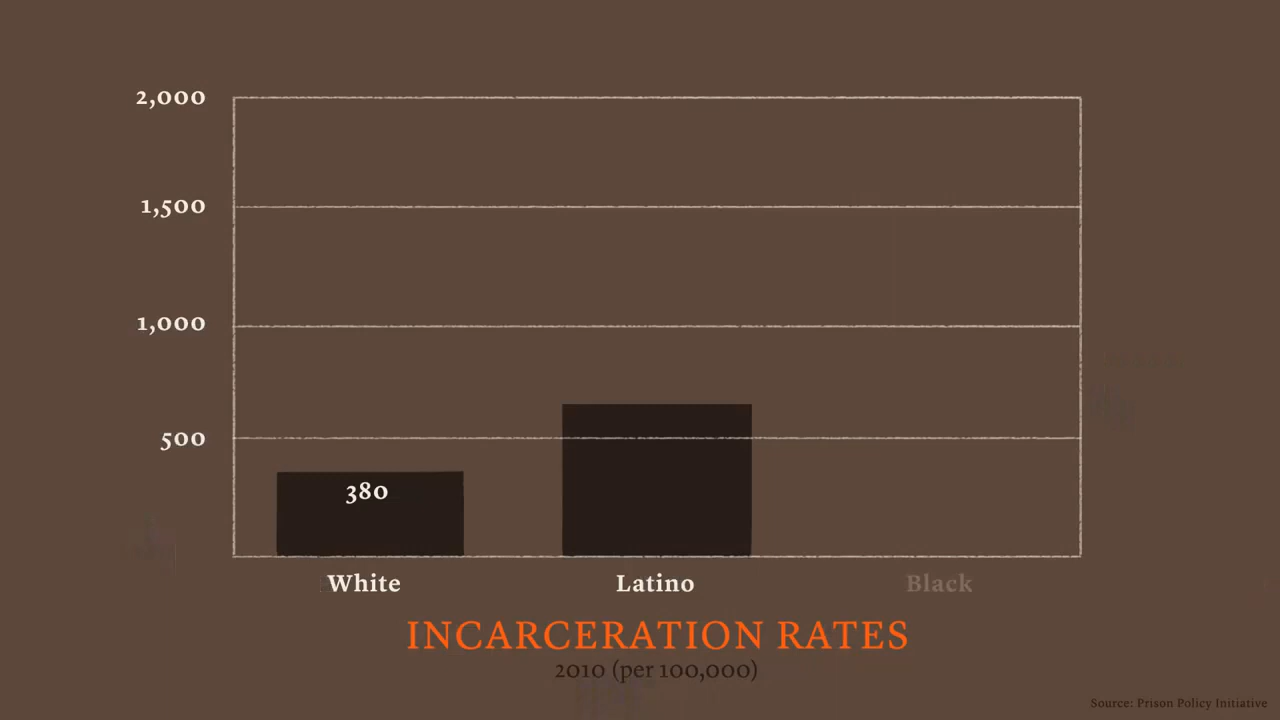 2,000
1,500
1,000
500
380
White Latino Black
INCARCERATION RATES
2010 (per 100,000)
Source: Prison Policy Initiative